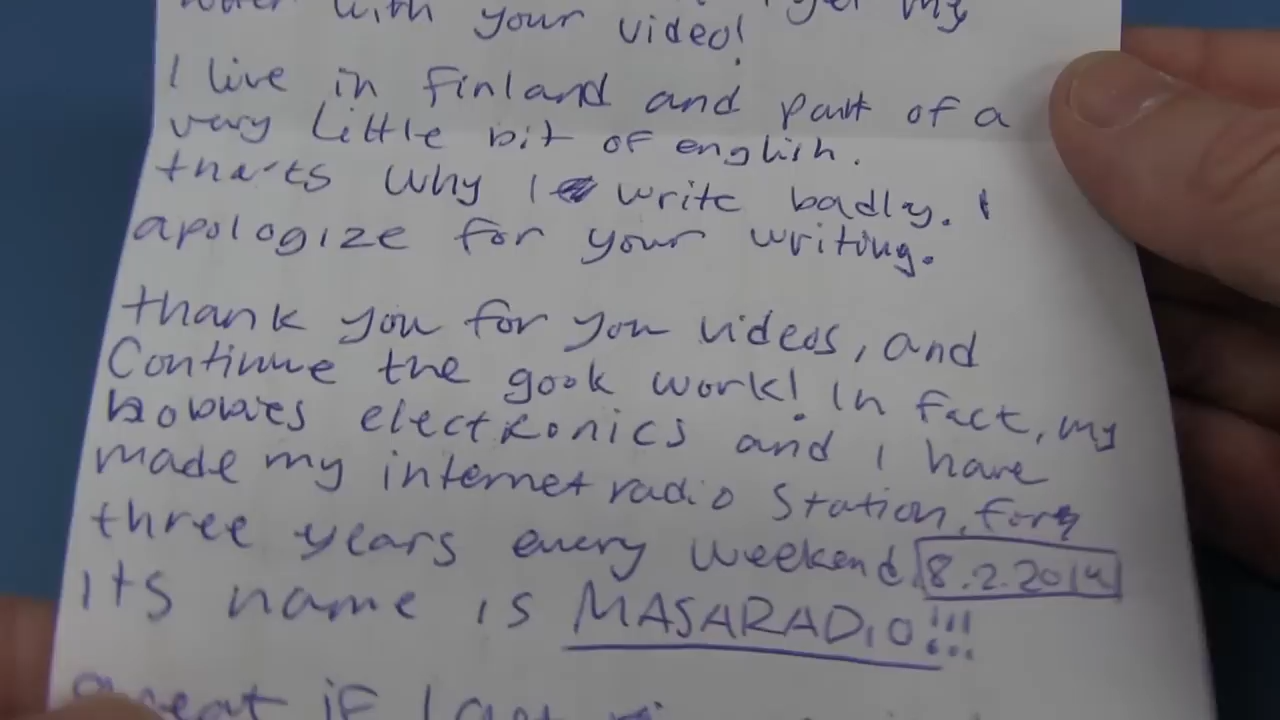 with your video!
I live in Finland and part of a
very little bit of english.
that's why I write badly. I
apologize for your writing.
thank you for you videos, and
Continue the gook work! In fact, my
hobbies electronics and I have
made my internet radio station, for
three years every weekend 8.2.2014
its name is MASARADIO!!!
if I